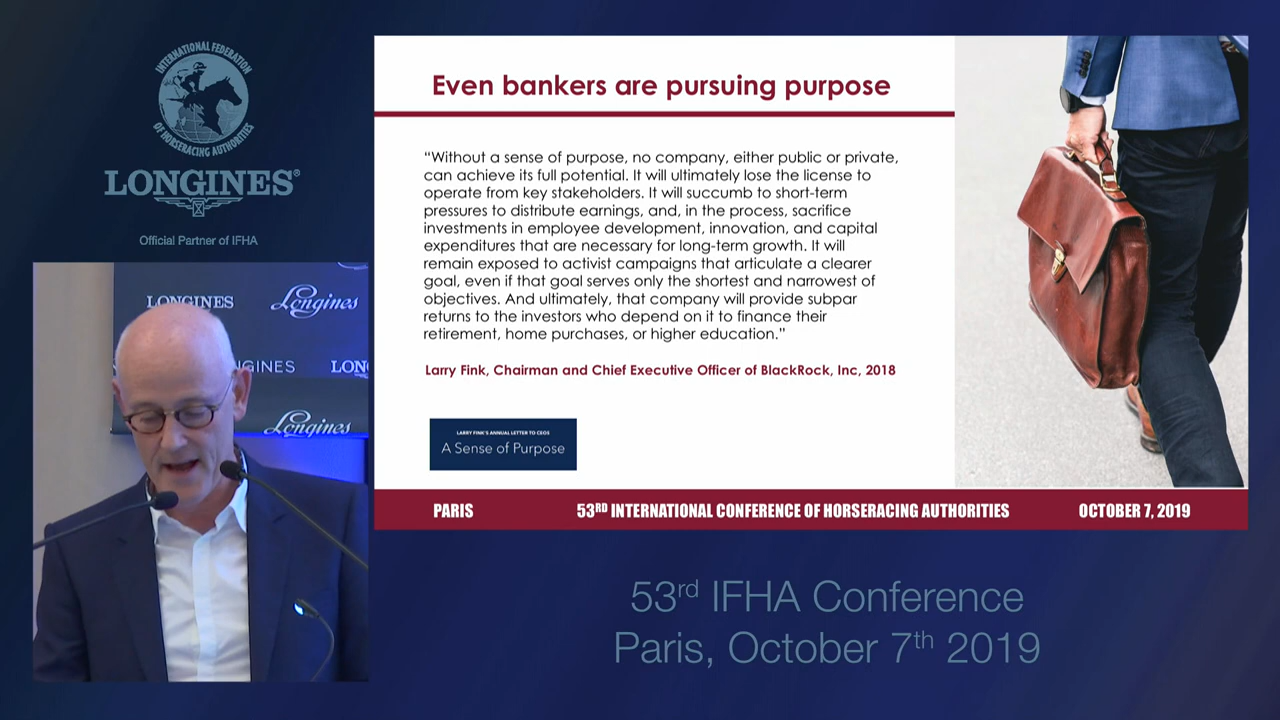 INTERNATIONAL FEDERATION
OF HORSERACING AUTHORITIES
LONGINES®
Official Partner of IFHA
LONGINES
Longines
GINES
LON
Longines
Even bankers are pursuing purpose
“Without a sense of purpose, no company, either public or private,
can achieve its full potential. It will ultimately lose the license to
operate from key stakeholders. It will succumb to short-term
pressures to distribute earnings, and, in the process, sacrifice
investments in employee development, innovation, and capital
expenditures that are necessary for long-term growth. It will
remain exposed to activist campaigns that articulate a clearer
goal, even if that goal serves only the shortest and narrowest of
objectives. And ultimately, that company will provide subpar
returns to the investors who depend on it to finance their
retirement, home purchases, or higher education.”
Larry Fink, Chairman and Chief Executive Officer of BlackRock, Inc, 2018
LARRY FINK'S ANNUAL LETTER TO CEOS
A Sense of Purpose
PARIS 53RD INTERNATIONAL CONFERENCE OF HORSERACING AUTHORITIES OCTOBER 7, 2019
53rd IFHA Conference
Paris, October 7th 2019